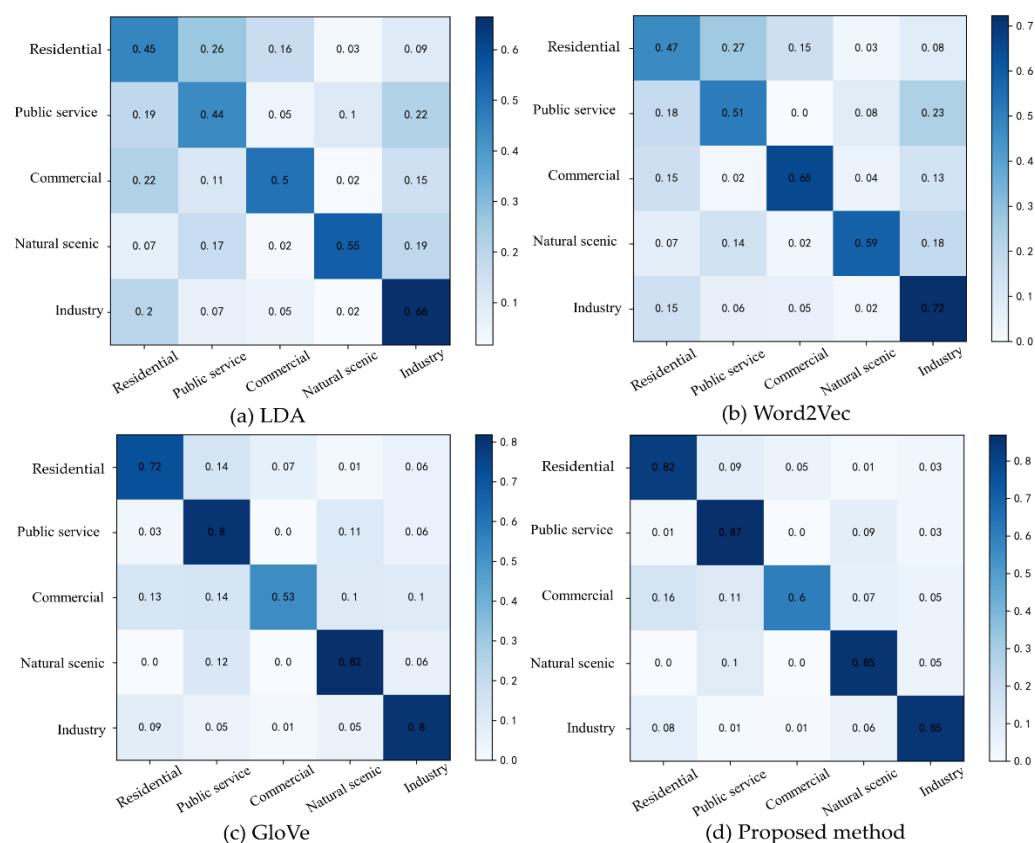 Residential 0.45 0.26 0.16 0.03 0.09
Public service 0.19 0.44 0.05 0.1 0.22
Commercial 0.22 0.11 0.5 0.02 0.15
Natural scenic 0.07 0.17 0.02 0.55 0.19
Industry 0.2 0.07 0.05 0.02 0.66
Residential Public service Commercial Natural scenic Industry
0.6
0.5
0.4
0.3
0.2
0.1
(a) LDA
Residential 0.47 0.27 0.15 0.03 0.08
Public service 0.18 0.51 0.0 0.08 0.23
Commercial 0.15 0.02 0.65 0.04 0.13
Natural scenic 0.07 0.14 0.02 0.59 0.18
Industry 0.15 0.06 0.05 0.02 0.72
Residential Public service Commercial Natural scenic Industry
0.7
0.6
0.5
0.4
0.3
0.2
0.1
0.0
(b) Word2Vec
Residential 0.72 0.14 0.07 0.01 0.06
Public service 0.03 0.8 0.0 0.11 0.06
Commercial 0.13 0.14 0.53 0.1 0.1
Natural scenic 0.0 0.12 0.0 0.82 0.06
Industry 0.09 0.05 0.01 0.05 0.8
Residential Public service Commercial Natural scenic Industry
0.8
0.7
0.6
0.5
0.4
0.3
0.2
0.1
0.0
(c) GloVe
Residential 0.82 0.09 0.05 0.01 0.03
Public service 0.01 0.87 0.0 0.09 0.03
Commercial 0.16 0.11 0.6 0.07 0.05
Natural scenic 0.0 0.1 0.0 0.85 0.05
Industry 0.08 0.01 0.01 0.06 0.85
Residential Public service Commercial Natural scenic Industry
0.8
0.7
0.6
0.5
0.4
0.3
0.2
0.1
0.0
(d) Proposed method